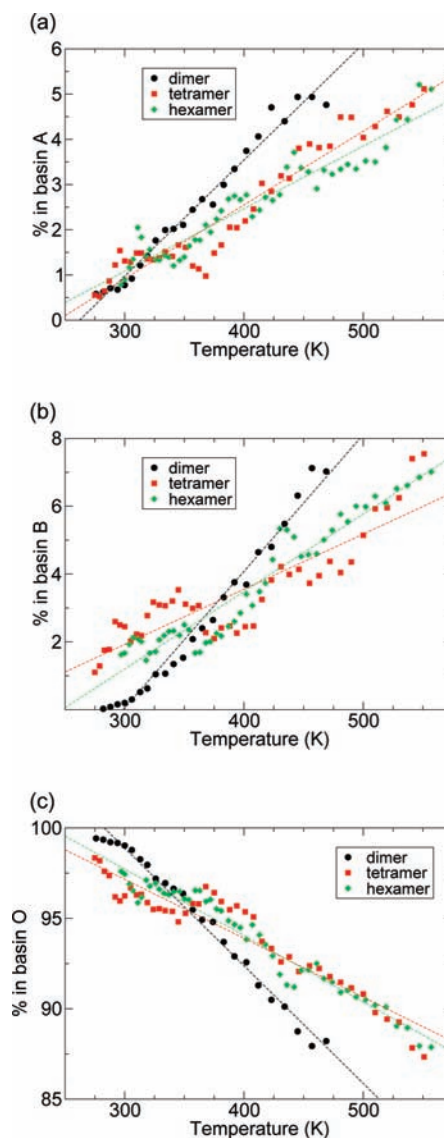 (a)
6
5
4
3
2
1
0
% in basin A
dimer
tetramer
hexamer
300
400
500
Temperature (K)
(b)
8
6
4
2
% in basin B
dimer
tetramer
hexamer
300
400
500
Temperature (K)
(c)
100
95
90
85
% in basin O
dimer
tetramer
hexamer
300
400
500
Temperature (K)